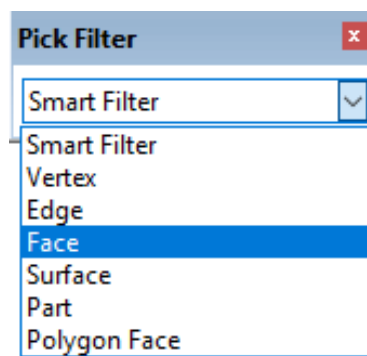 Pick Filter
Smart Filter
Smart Filter
Vertex
Edge
Face
Surface
Part
Polygon Face